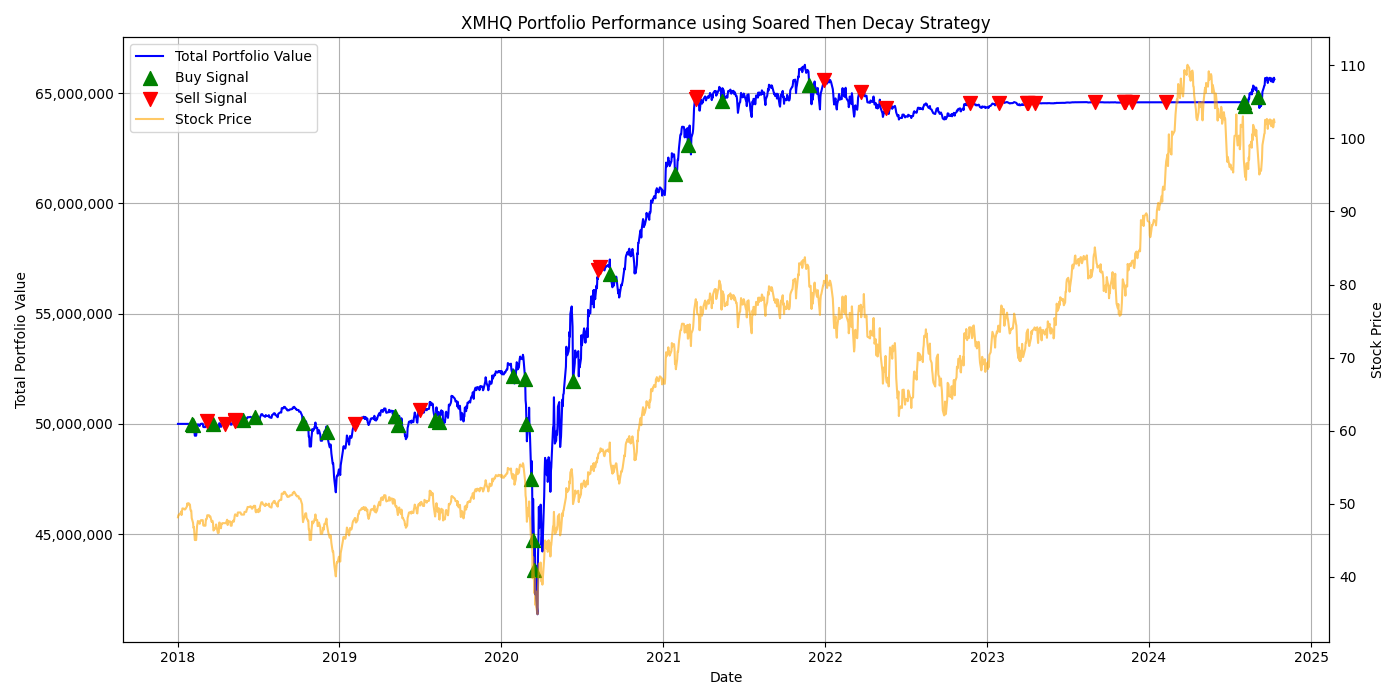 XMHQ Portfolio Performance using Soared Then Decay Strategy
Total Portfolio Value
Buy Signal
Sell Signal
Stock Price
65,000,000
60,000,000
55,000,000
50,000,000
45,000,000
Total Portfolio Value
110
100
90
80
70
60
50
40
Stock Price
2018
2019
2020
2021
2022
2023
2024
2025
Date